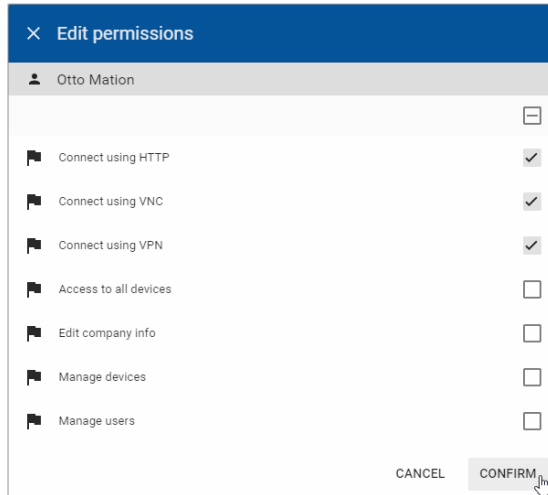 Edit permissions
Otto Mation
Connect using HTTP
Connect using VNC
Connect using VPN
Access to all devices
Edit company info
Manage devices
Manage users
CANCEL CONFIRM